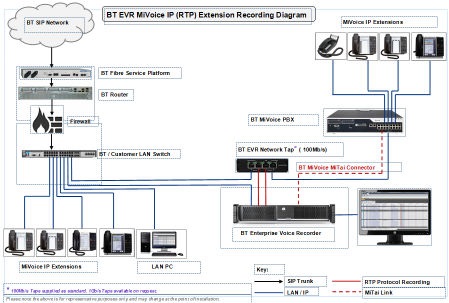 BT EVR MiVoice IP (RTP) Extension Recording Diagram
BT SIP Network
MiVoice IP Extensions
BT Fibre Service Platform
BT Router
Firewall
BT MiVoice PBX
BT EVR Network Tap* ( 100Mb/s)
BT / Customer LAN Switch
BT MiVoice MiTai Connector
BT Enterprise Voice Recorder
MiVoice IP Extensions
LAN PC
Key:
SIP Trunk
RTP Protocol Recording
LAN / IP
MiTai Link
* 100Mb/s Taps supplied as standard. 1Gb/s Taps available on request.
Please note the above is for representative purposes only and may change at the point of installation.